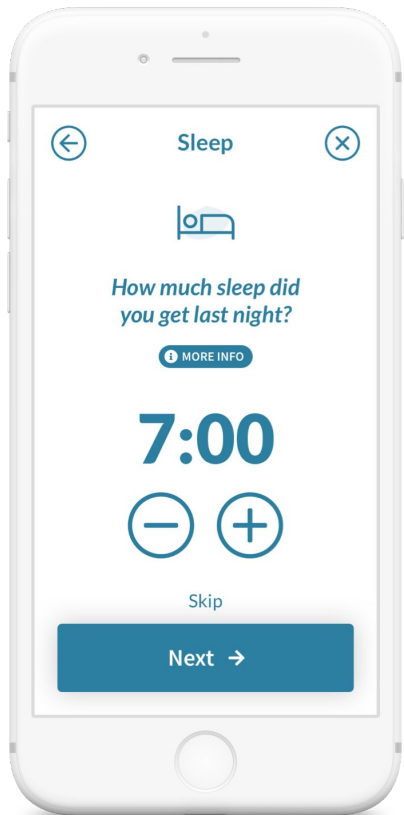 Sleep
How much sleep did
you get last night?
MORE INFO
7:00
Skip
Next